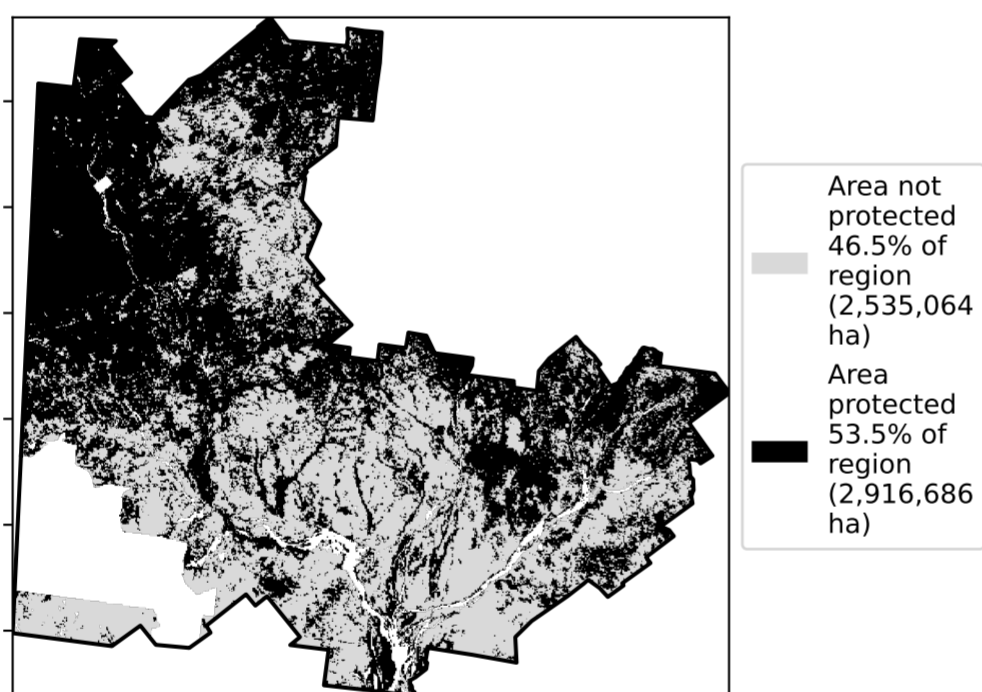 Area not
protected
46.5% of
region
(2,535,064
ha)
Area
protected
53.5% of
region
(2,916,686
ha)